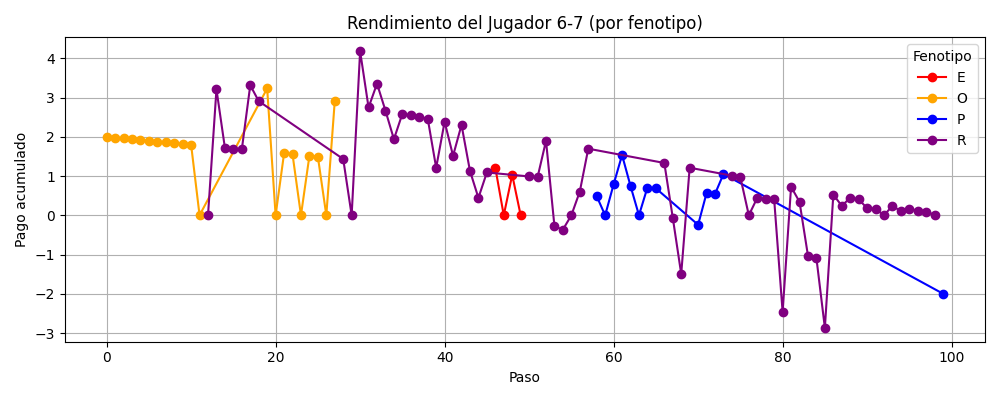 Rendimiento del Jugador 6-7 (por fenotipo)
Pago acumulado
4
3
2
1
0
−1
−2
−3
Fenotipo
E
O
P
R
0 20 40 60 80 100
Paso